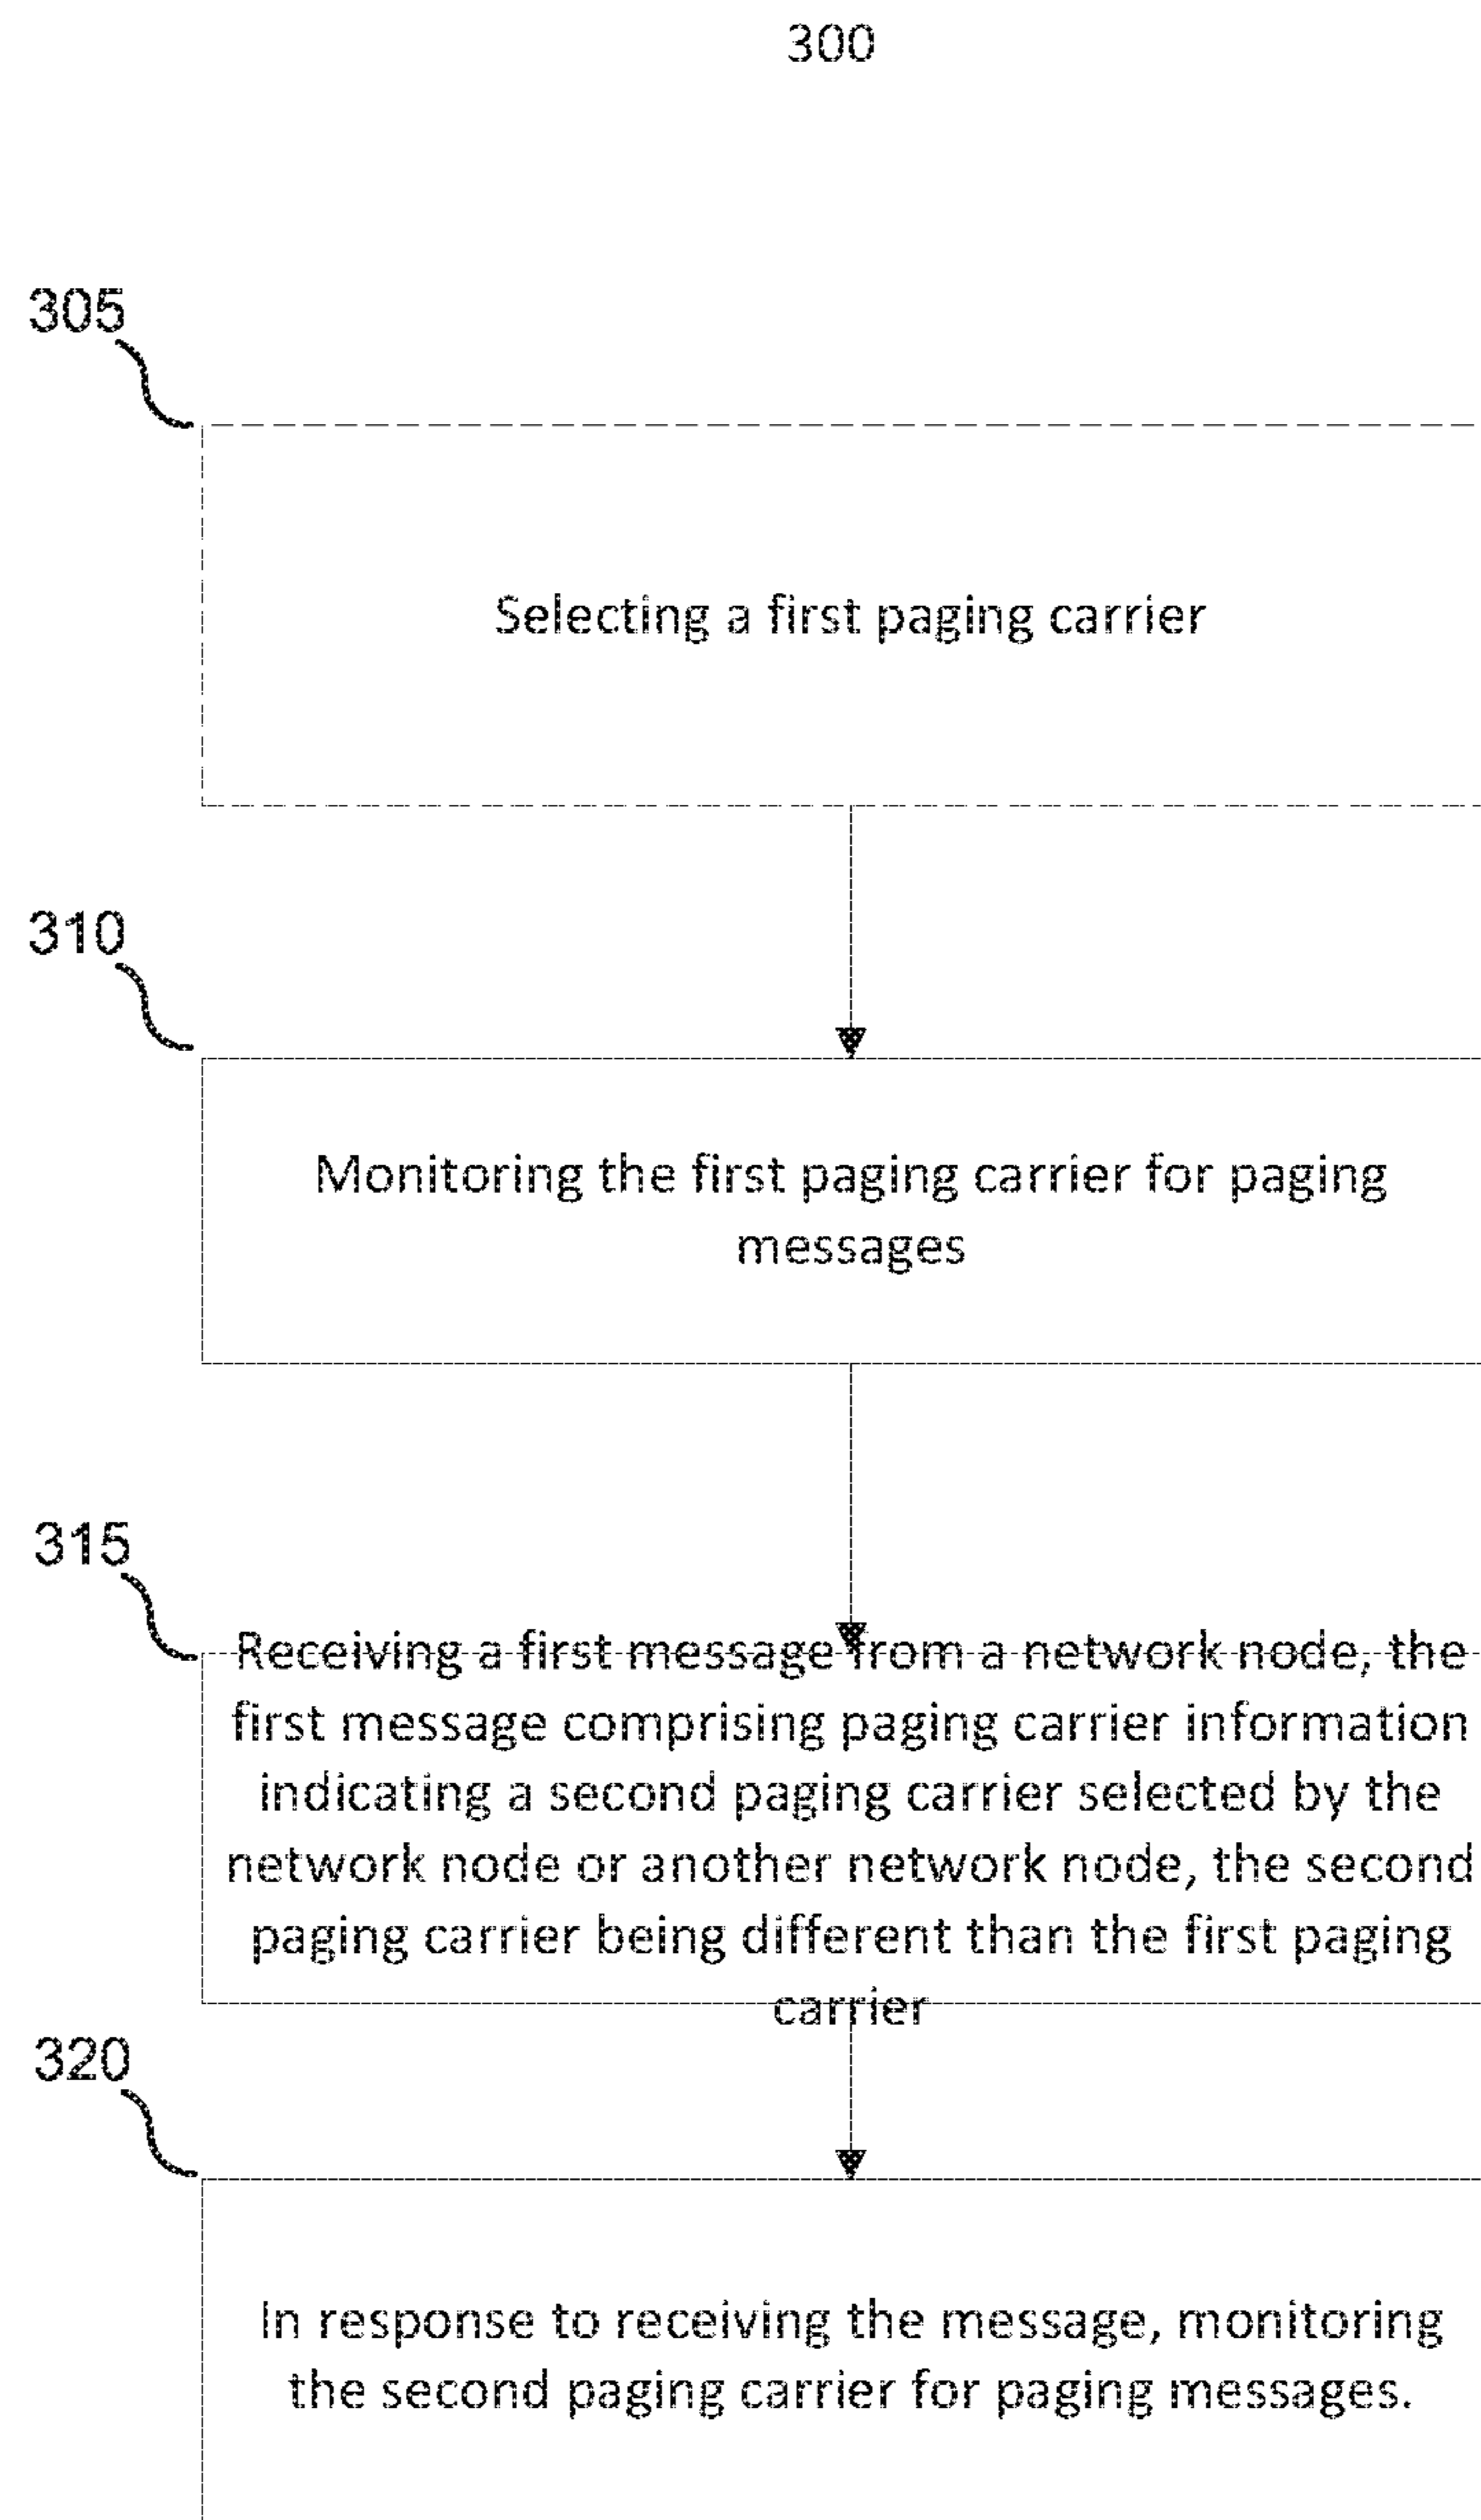 300
305
Selecting a first paging carrier
310
Monitoring the first paging carrier for paging
messages
315
Receiving a first message from a network node, the
first message comprising paging carrier information
indicating a second paging carrier selected by the
network node or another network node, the second
paging carrier being different than the first paging
carrier
320
In response to receiving the message, monitoring
the second paging carrier for paging messages.